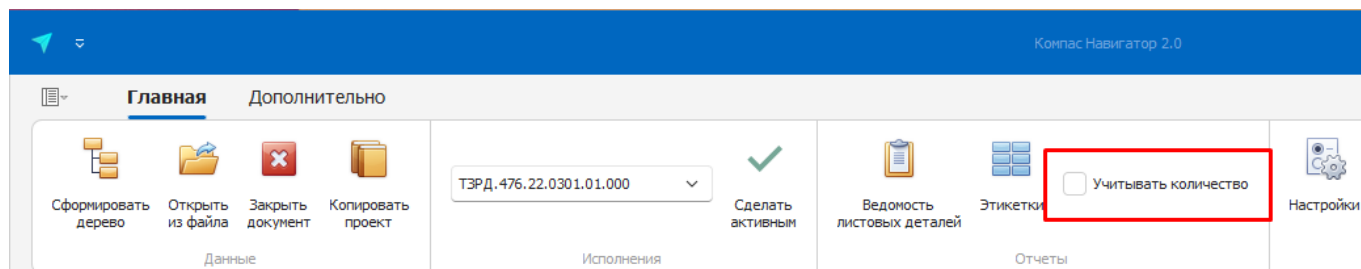 Компас Навигатор 2.0
Главная
Дополнительно
Сформировать
дерево
Открыть
из файла
Закрыть
документ
Копировать
проект
Данные
ТЗРД.476.22.0301.01.000
Сделать
активным
Исполнения
Ведомость
листовых деталей
Этикетки
Учитывать количество
Отчеты
Настройки